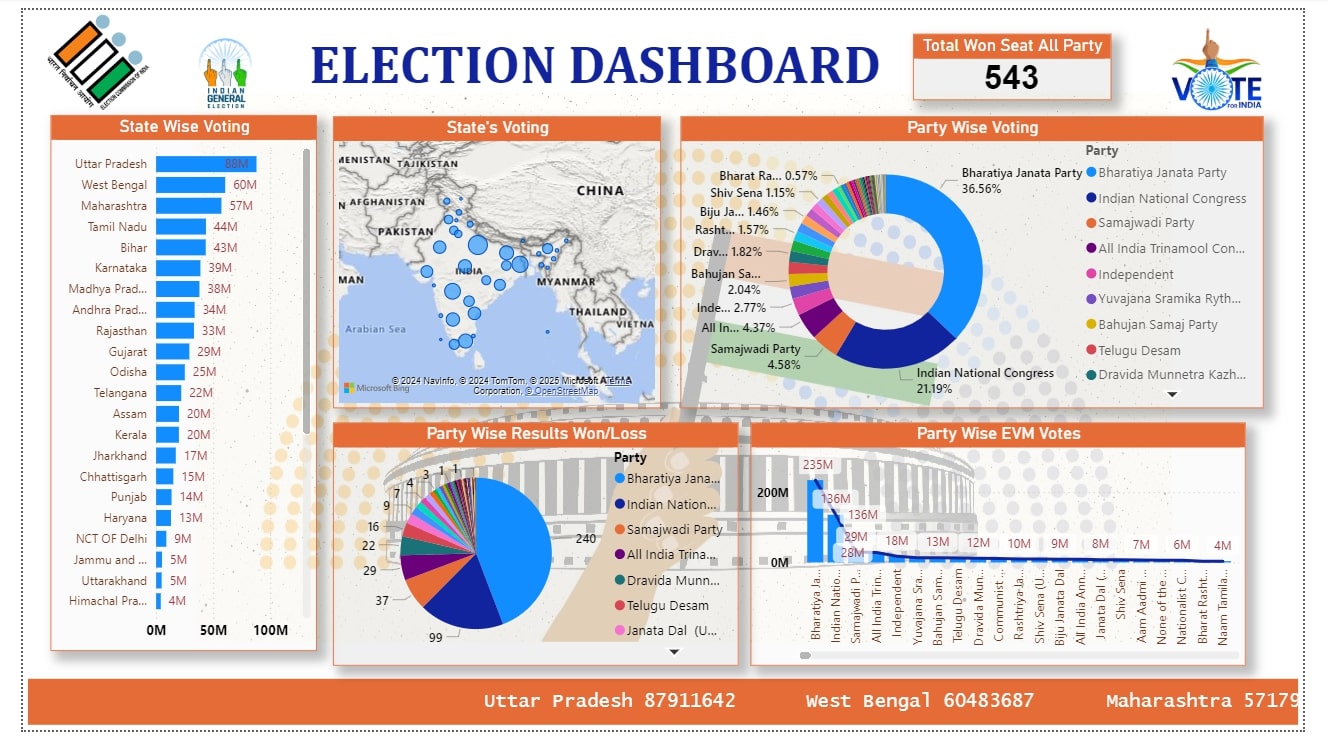 भारत निर्वाचन आयोग
ELECTION COMMISSION OF INDIA
INDIAN
GENERAL
ELECTION
ELECTION DASHBOARD
Total Won Seat All Party
543
VOTE
FOR INDIA
State Wise Voting
Uttar Pradesh 88M
West Bengal 60M
Maharashtra 57M
Tamil Nadu 44M
Bihar 43M
Karnataka 39M
Madhya Prad... 38M
Andhra Prad... 34M
Rajasthan 33M
Gujarat 29M
Odisha 25M
Telangana 22M
Assam 20M
Kerala 20M
Jharkhand 17M
Chhattisgarh 15M
Punjab 14M
Haryana 13M
NCT OF Delhi 9M
Jammu and ... 5M
Uttarakhand 5M
Himachal Pra... 4M
0M 50M 100M
State's Voting
MENISTAN TAJIKISTAN
CHINA
N AFGHANISTAN
PAKISTAN
INDIA
MAN
MYANMAR
THAILAND
Arabian Sea
VIETNA
MALAYSIA
Microsoft Bing
© 2024 NavInfo, © 2024 TomTom, © 2025 Microsoft Terms
Corporation, © OpenStreetMap
Party Wise Voting
Bharat Ra... 0.57%
Shiv Sena 1.15%
Biju Ja... 1.46%
Rasht... 1.57%
Drav... 1.82%
Bahujan Sa...
2.04%
Inde... 2.77%
All In... 4.37%
Samajwadi Party
4.58%
Bharatiya Janata Party
36.56%
Indian National Congress
21.19%
Party
Bharatiya Janata Party
Indian National Congress
Samajwadi Party
All India Trinamool Con...
Independent
Yuvajana Sramika Ryth...
Bahujan Samaj Party
Telugu Desam
Dravida Munnetra Kazh...
Party Wise Results Won/Loss
3 1 1
4
7
9
16
22
29
37
99
240
Party
Bharatiya Jana...
Indian Nation...
Samajwadi Party
All India Trina...
Dravida Munn...
Telugu Desam
Janata Dal (U...
Party Wise EVM Votes
235M
200M
136M
136M
29M
28M
18M 13M 12M 10M 9M 8M 7M 6M 4M
0M
Bharatiya Ja...
Indian Natio...
Samajwadi P...
All India Trin...
Independent
Yuvajana Sra...
Bahujan Sam...
Telugu Desam
Dravida Mun...
Communist ...
Rashtriya Ja...
Shiv Sena (U...
Biju Janata Dal
All India Ann...
Janata Dal (...
Shiv Sena
Aam Aadmi ...
None of the...
Nationalist C...
Bharat Rasht...
Naam Tamila...
Uttar Pradesh 87911642 West Bengal 60483687 Maharashtra 57179